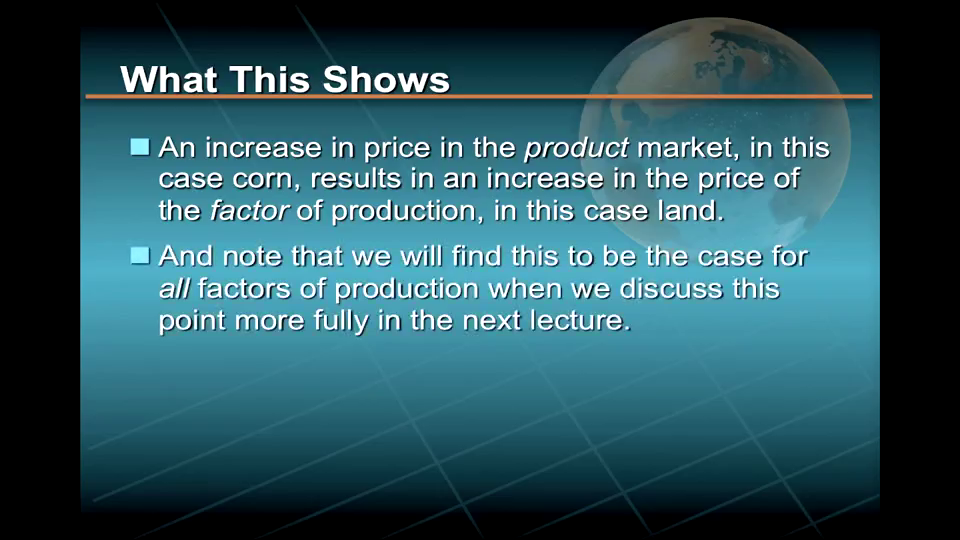 What This Shows
An increase in price in the product market, in this
case corn, results in an increase in the price of
the factor of production, in this case land.
And note that we will find this to be the case for
all factors of production when we discuss this
point more fully in the next lecture.